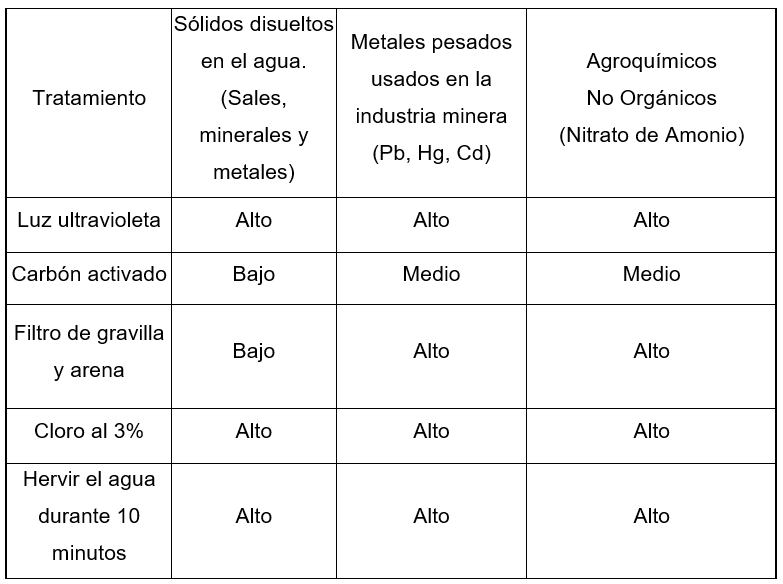 Tratamiento
Sólidos disueltos
en el agua.
(Sales,
minerales y
metales)
Metales pesados
usados en la
industria minera
(Pb, Hg, Cd)
Agroquímicos
No Orgánicos
(Nitrato de Amonio)
Luz ultravioleta
Alto
Alto
Alto
Carbón activado
Bajo
Medio
Medio
Filtro de gravilla
y arena
Bajo
Alto
Alto
Cloro al 3%
Alto
Alto
Alto
Hervir el agua
durante 10
minutos
Alto
Alto
Alto